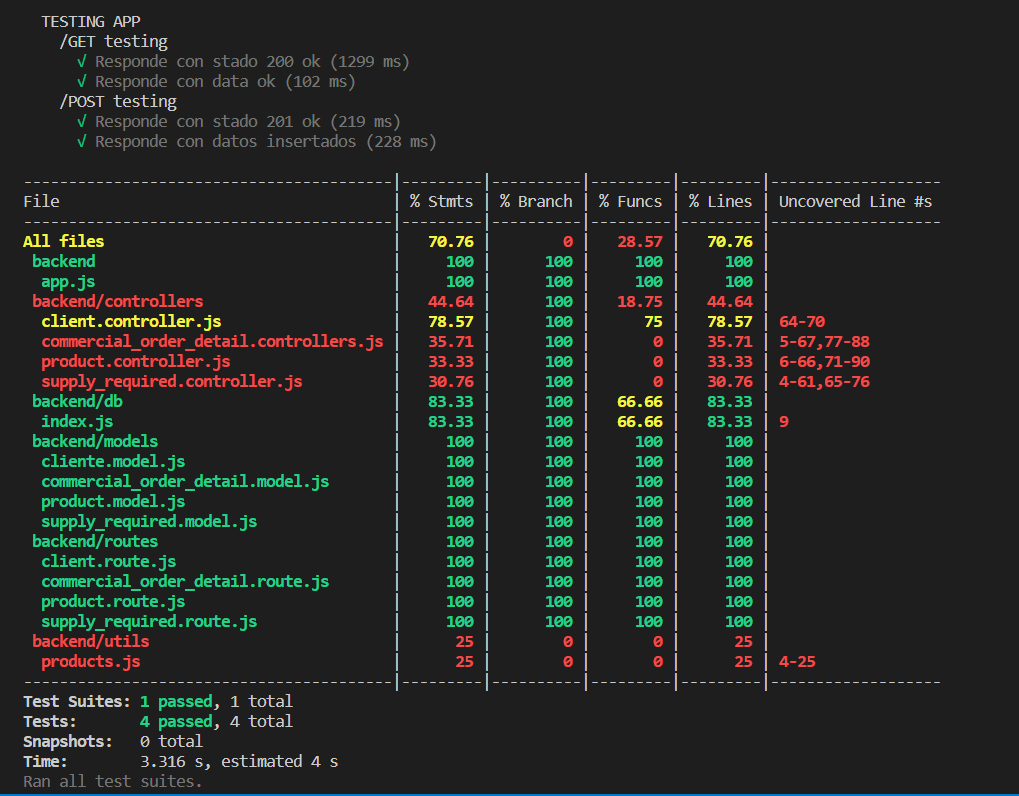 TESTING APP
/GET testing
√ Responde con stado 200 ok (1299 ms)
√ Responde con data ok (102 ms)
/POST testing
√ Responde con stado 201 ok (219 ms)
√ Responde con datos insertados (228 ms)
-----------------------------------------|---------|----------|---------|---------|-------------------
File | % Stmts | % Branch | % Funcs | % Lines | Uncovered Line #s
-----------------------------------------|---------|----------|---------|---------|-------------------
All files | 70.76 | 0 | 28.57 | 70.76 |
backend | 100 | 100 | 100 | 100 |
app.js | 100 | 100 | 100 | 100 |
backend/controllers | 44.64 | 100 | 18.75 | 44.64 |
client.controller.js | 78.57 | 100 | 75 | 78.57 | 64-70
commercial_order_detail.controllers.js | 35.71 | 100 | 0 | 35.71 | 5-67,77-88
product.controller.js | 33.33 | 100 | 0 | 33.33 | 6-66,71-90
supply_required.controller.js | 30.76 | 100 | 0 | 30.76 | 4-61,65-76
backend/db | 83.33 | 100 | 66.66 | 83.33 |
index.js | 83.33 | 100 | 66.66 | 83.33 | 9
backend/models | 100 | 100 | 100 | 100 |
cliente.model.js | 100 | 100 | 100 | 100 |
commercial_order_detail.model.js | 100 | 100 | 100 | 100 |
product.model.js | 100 | 100 | 100 | 100 |
supply_required.model.js | 100 | 100 | 100 | 100 |
backend/routes | 100 | 100 | 100 | 100 |
client.route.js | 100 | 100 | 100 | 100 |
commercial_order_detail.route.js | 100 | 100 | 100 | 100 |
product.route.js | 100 | 100 | 100 | 100 |
supply_required.route.js | 100 | 100 | 100 | 100 |
backend/utils | 25 | 0 | 0 | 25 |
products.js | 25 | 0 | 0 | 25 | 4-25
-----------------------------------------|---------|----------|---------|---------|-------------------
Test Suites: 1 passed, 1 total
Tests: 4 passed, 4 total
Snapshots: 0 total
Time: 3.316 s, estimated 4 s
Ran all test suites.